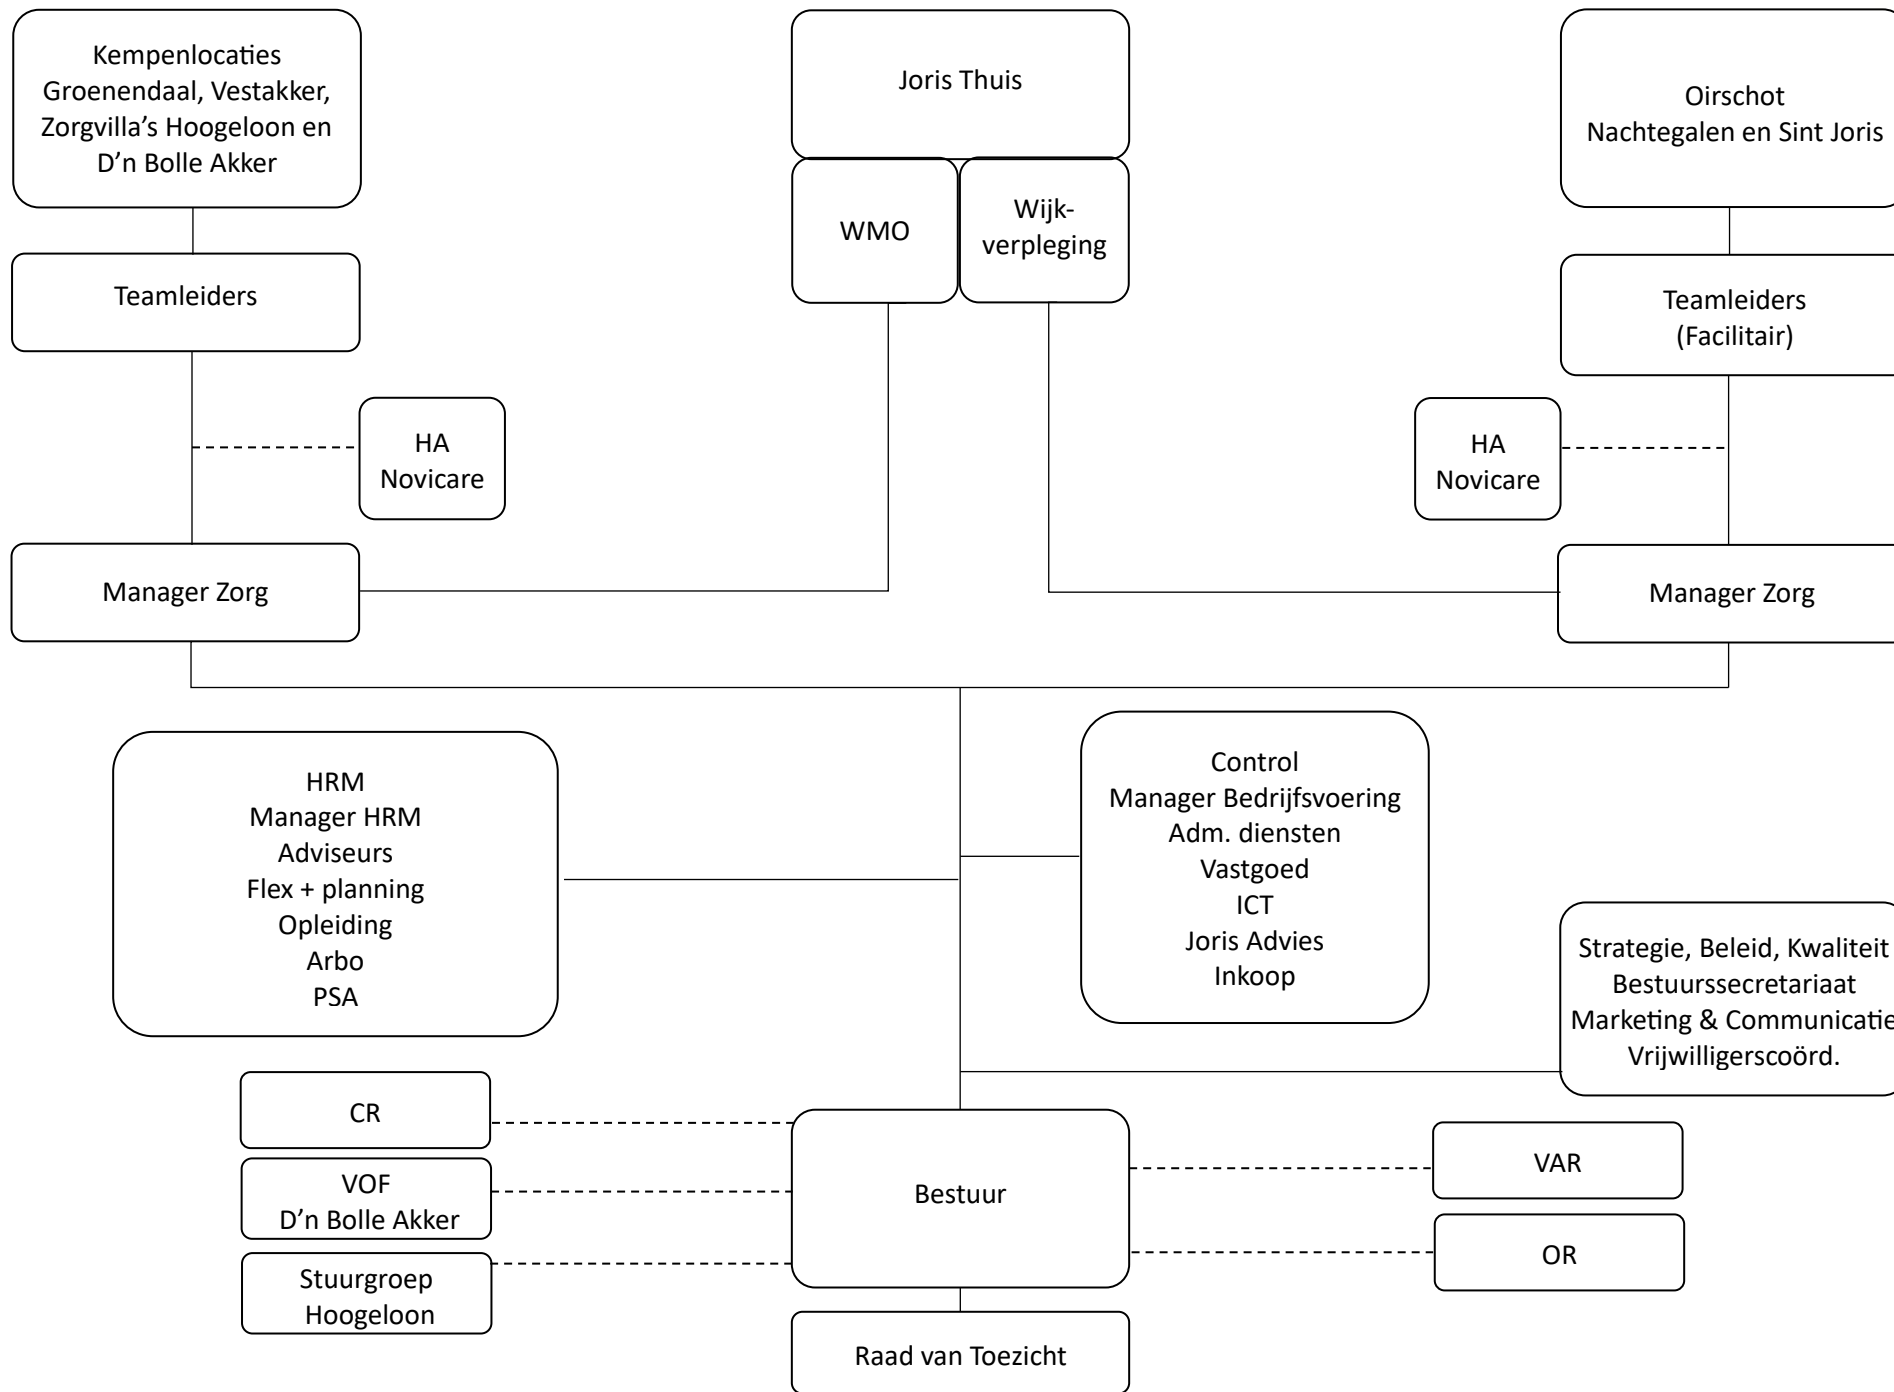 Kempenlocaties
Groenendaal, Vestakker,
Zorgvilla’s Hoogeloon en
D’n Bolle Akker
Joris Thuis
Oirschot
Nachtegalen en Sint Joris
WMO
Wijk-
verpleging
Teamleiders
Teamleiders
(Facilitair)
HA
Novicare
HA
Novicare
Manager Zorg
Manager Zorg
HRM
Manager HRM
Adviseurs
Flex + planning
Opleiding
Arbo
PSA
Control
Manager Bedrijfsvoering
Adm. diensten
Vastgoed
ICT
Joris Advies
Inkoop
Strategie, Beleid, Kwaliteit
Bestuurssecretariaat
Marketing & Communicatie
Vrijwilligerscoörd.
CR
VOF
D’n Bolle Akker
Stuurgroep
Hoogeloon
Bestuur
VAR
OR
Raad van Toezicht